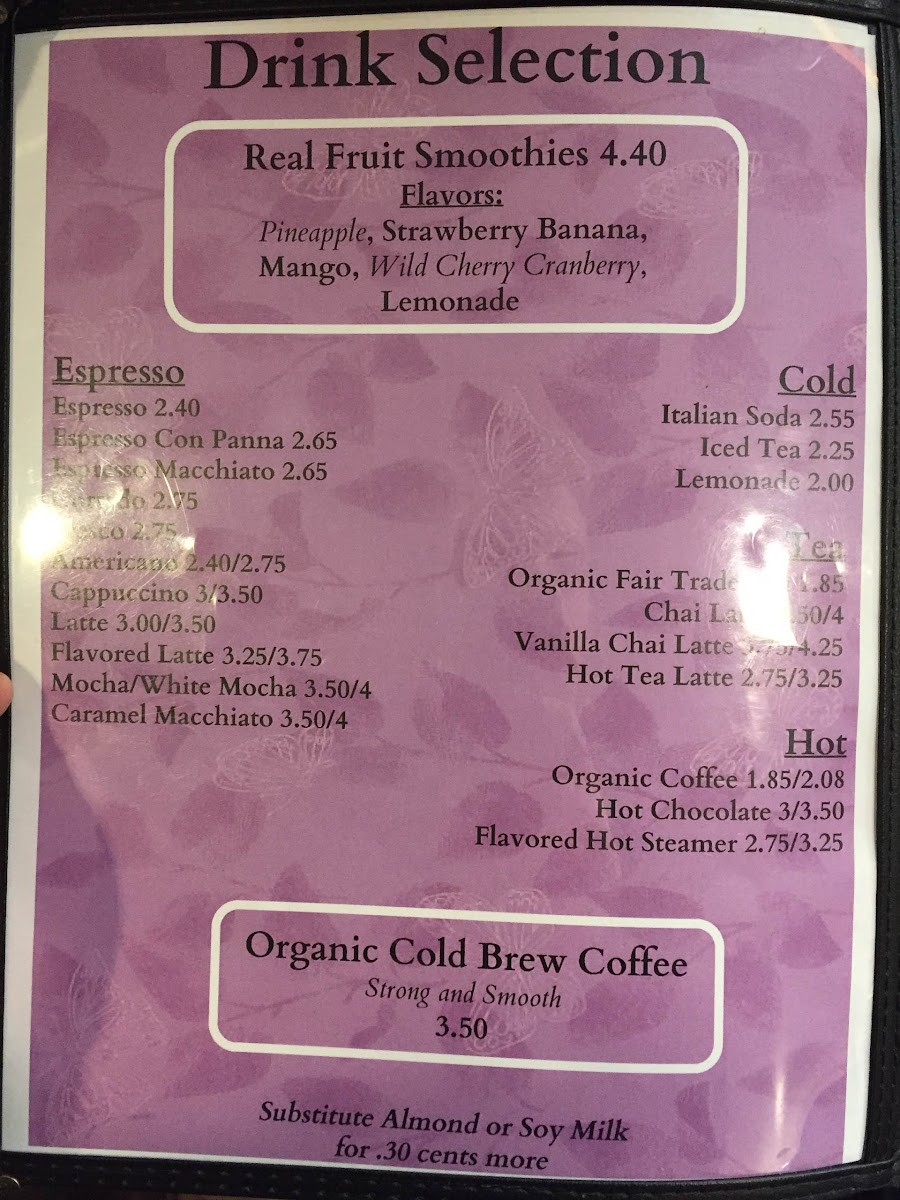 Drink Selection
Real Fruit Smoothies 4.40
Flavors:
Pineapple, Strawberry Banana,
Mango, Wild Cherry Cranberry,
Lemonade
Espresso
Espresso 2.40
Espresso Con Panna 2.65
Espresso Macchiato 2.65
2.75
2.75
Americano 2.40/2.75
Cappuccino 3/3.50
Latte 3.00/3.50
Flavored Latte 3.25/3.75
Mocha/White Mocha 3.50/4
Caramel Macchiato 3.50/4
Cold
Italian Soda 2.55
Iced Tea 2.25
Lemonade 2.00
Tea
Organic Fair Trade 1.85
Chai
Vanilla Chai Latte 3.75/4.25
Hot Tea Latte 2.75/3.25
Hot
Organic Coffee 1.85/2.08
Hot Chocolate 3/3.50
Flavored Hot Steamer 2.75/3.25
Organic Cold Brew Coffee
Strong and Smooth
3.50
Substitute Almond or Soy Milk
for .30 cents more